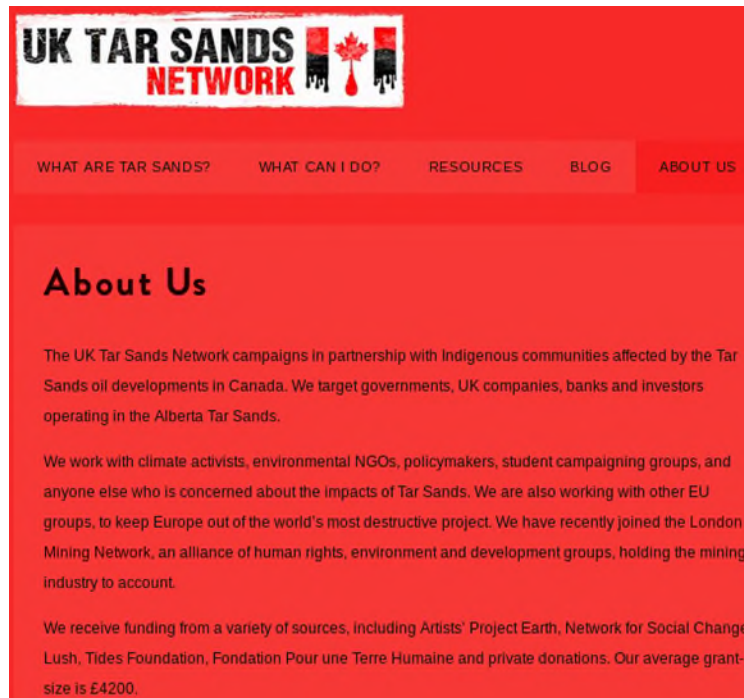 UK TAR SANDS
NETWORK
WHAT ARE TAR SANDS? WHAT CAN I DO? RESOURCES BLOG ABOUT US
About Us
The UK Tar Sands Network campaigns in partnership with Indigenous communities affected by the Tar
Sands oil developments in Canada. We target governments, UK companies, banks and investors
operating in the Alberta Tar Sands.
We work with climate activists, environmental NGOs, policymakers, student campaigning groups, and
anyone else who is concerned about the impacts of Tar Sands. We are also working with other EU
groups, to keep Europe out of the world's most destructive project. We have recently joined the London
Mining Network, an alliance of human rights, environment and development groups, holding the mining
industry to account.
We receive funding from a variety of sources, including Artists' Project Earth, Network for Social Change
Lush, Tides Foundation, Fondation Pour une Terre Humaine and private donations. Our average grant-
size is £4200.